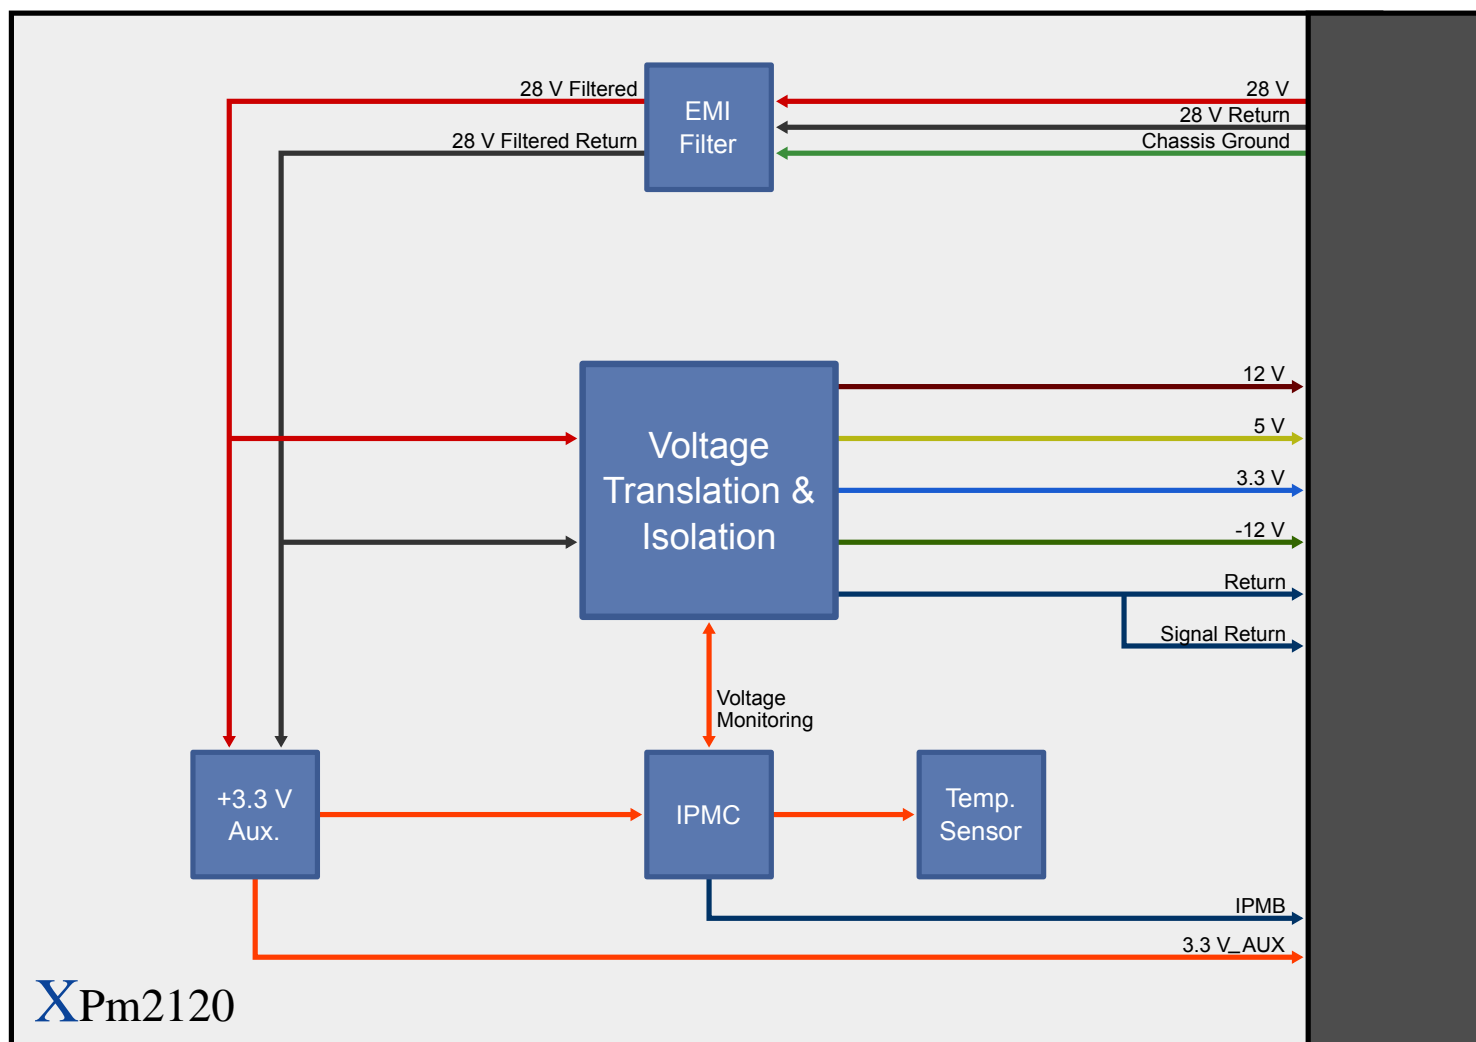 28 V Filtered
28 V Filtered Return
EMI
Filter
28 V
28 V Return
Chassis Ground
Voltage
Translation &
Isolation
12 V
5 V
3.3 V
-12 V
Return
Signal Return
Voltage
Monitoring
+3.3 V
Aux.
IPMC
Temp.
Sensor
IPMB
3.3 V_AUX
XPm2120